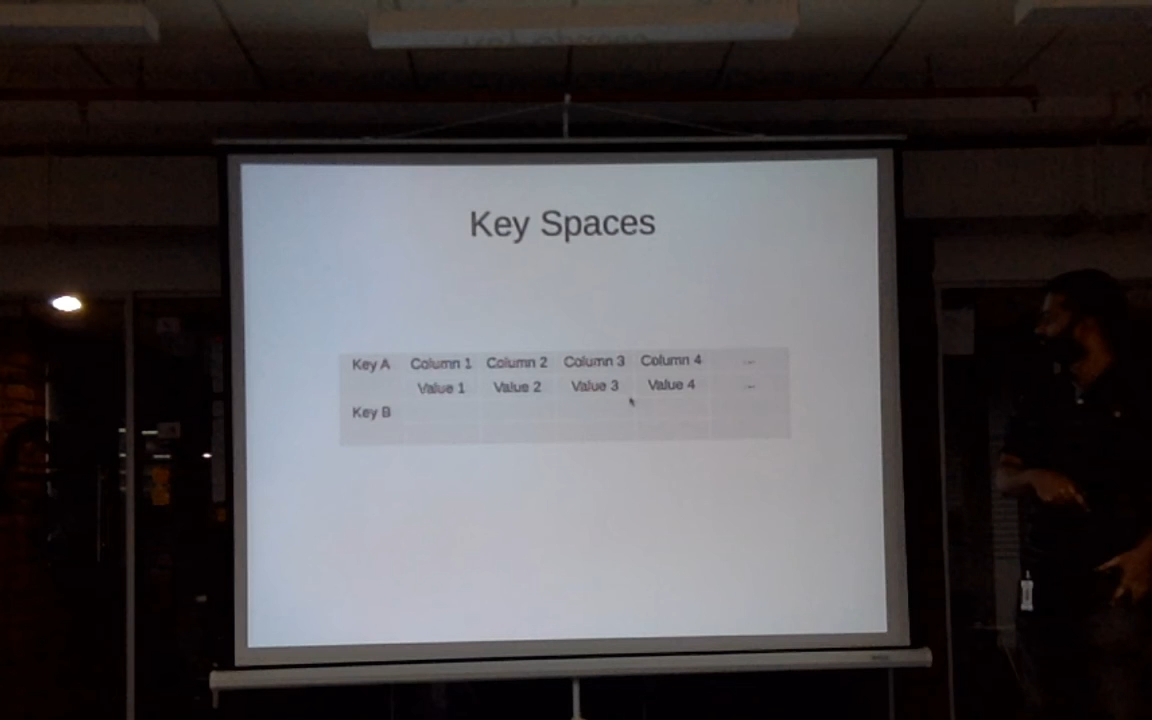 Key Spaces
Key A Column 1 Column 2 Column 3 Column 4 ...
Value 1 Value 2 Value 3 Value 4 ...
Key B